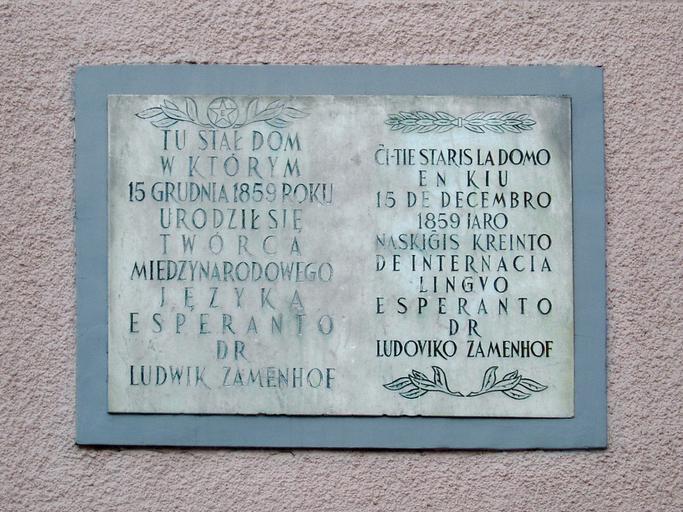 TU STAŁ DOM
W KTÓRYM
15 GRUDNIA 1859 ROKU
URODZIŁ SIĘ
TWÓRCA
MIEDZYNARODOWEGO
JĘZYKA
ESPERANTO
DR
LUDWIK ZAMENHOF
ĈI-TIE STARIS LA DOMO
EN KIU
15 DE DECEMBRO
1859 JARO
NASKIĜIS KREINTO
DE INTERNACIA
LINGVO
ESPERANTO
DR
LUDOVIKO ZAMENHOF